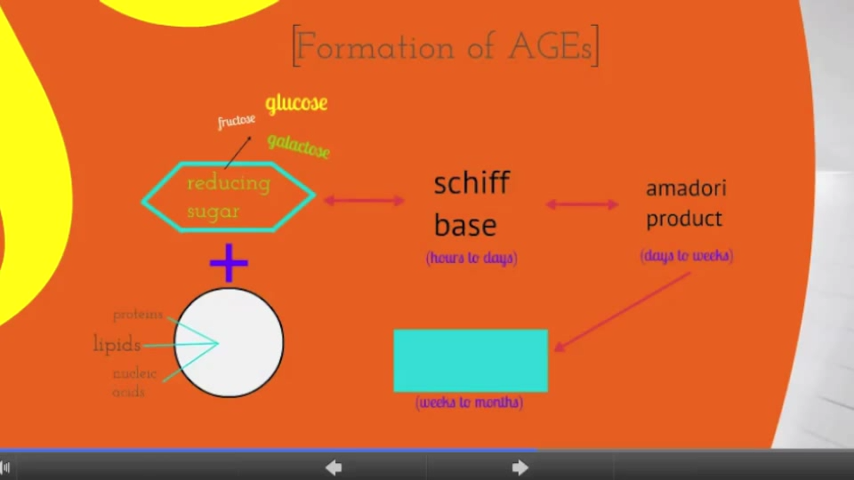 [Formation of AGEs]
glucose
fructose
galactose
reducing
sugar
schiff
base
(hours to days)
amadori
product
(days to weeks)
+
proteins
lipids
nucleic
acids
(weeks to months)